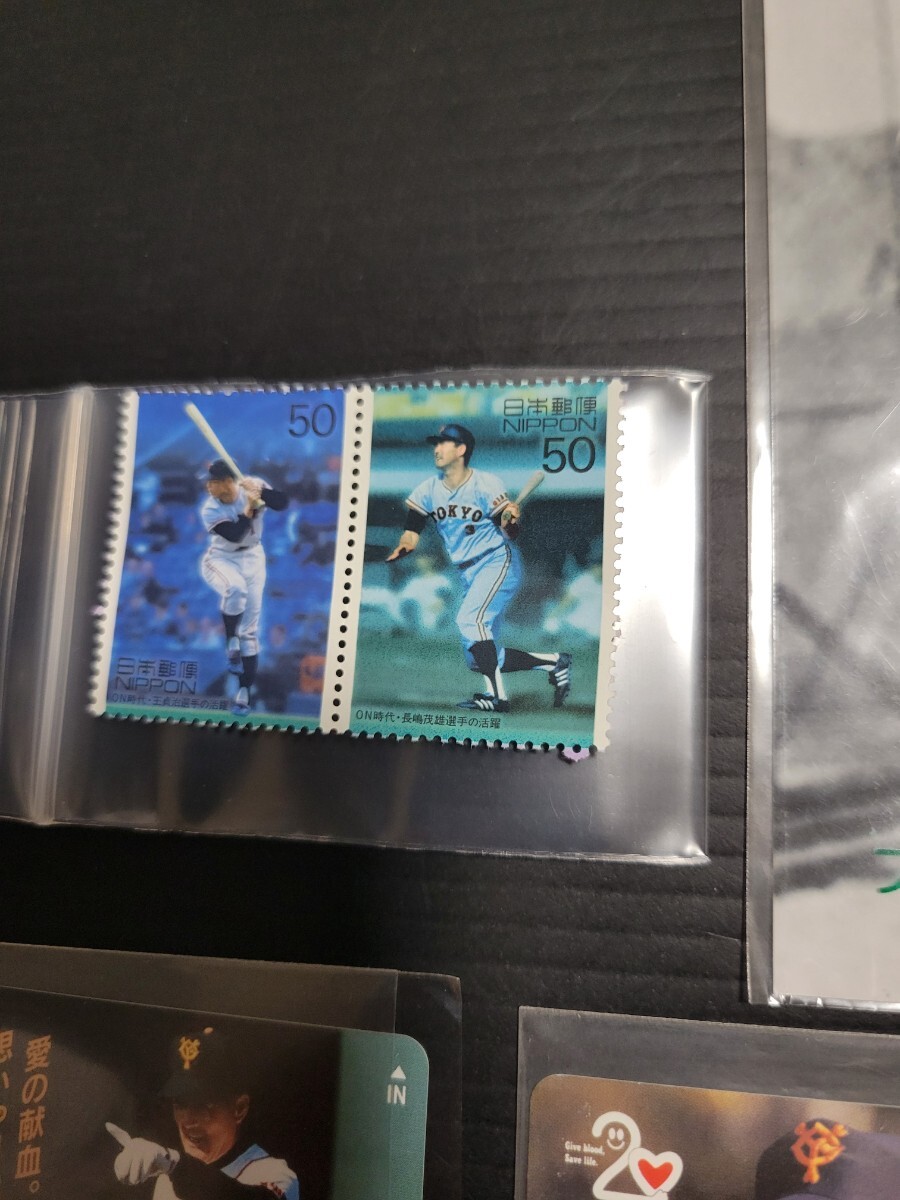 50
日本郵便
NIPPON
ON時代・王貞治選手の活躍
日本郵便
NIPPON
50
TOKYO
3
ON時代・長嶋茂雄選手の活躍
愛の献血。
IN
Give blood,
Save life.
20